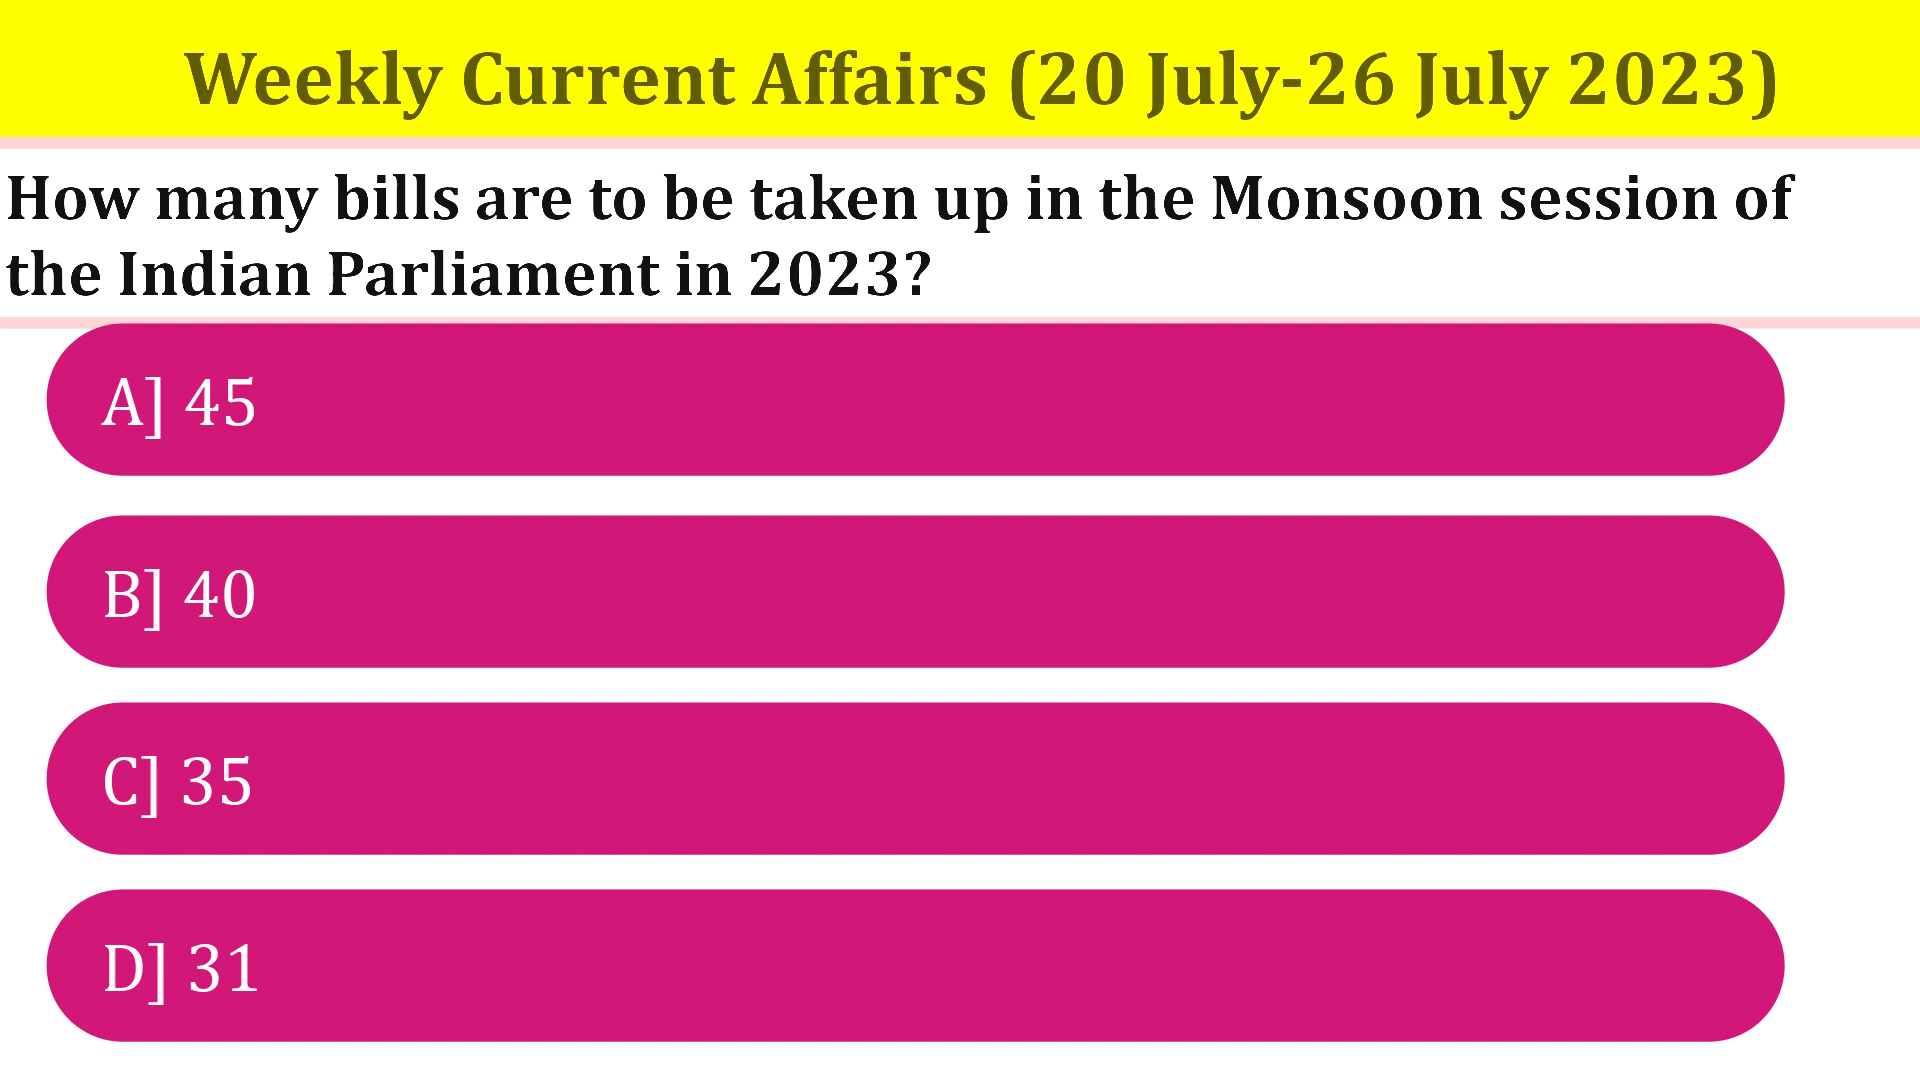 Weekly Current Affairs (20 July-26 July 2023)
How many bills are to be taken up in the Monsoon session of
the Indian Parliament in 2023?
A] 45
B] 40
C] 35
D] 31